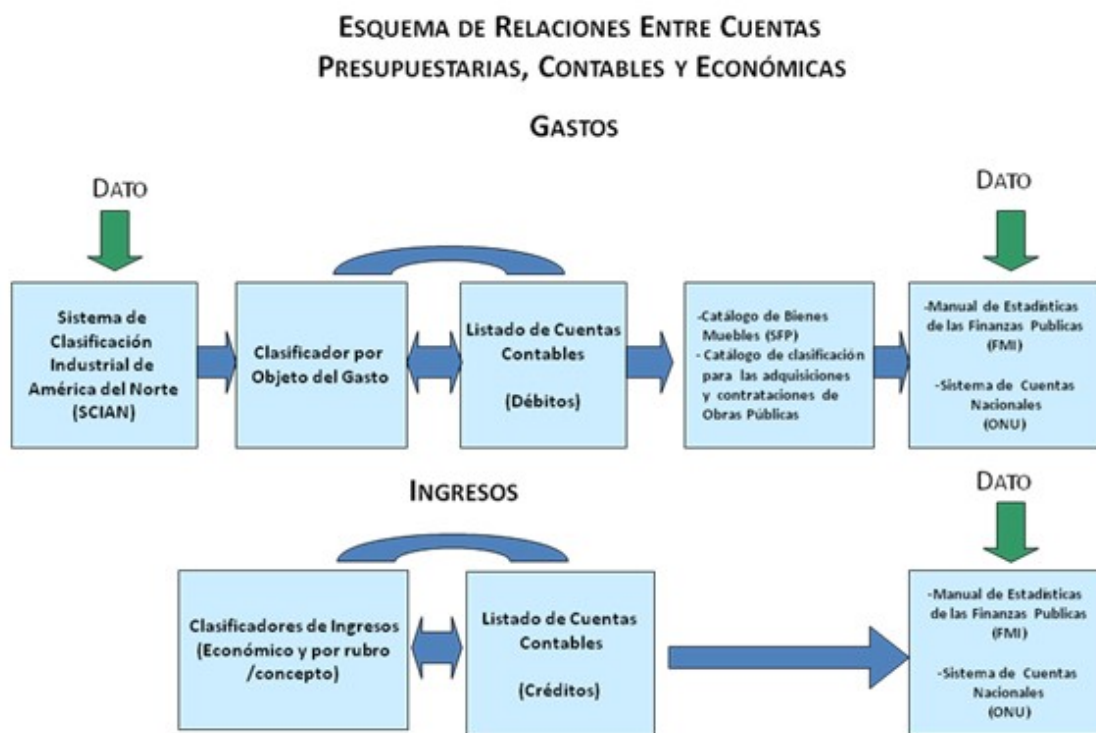 ESQUEMA DE RELACIONES ENTRE CUENTAS
PRESUPUESTARIAS, CONTABLES Y ECONÓMICAS
GASTOS
DATO
DATO
Sistema de
Clasificación
Industrial de
América del Norte
(SCIAN)
Clasificador por
Objeto del Gasto
Listado de Cuentas
Contables
(Débitos)
-Catálogo de Bienes
Muebles (SFP)
- Catálogo de clasificación
para las adquisiciones
y contrataciones de
Obras Públicas
-Manual de Estadísticas
de las Finanzas Publicas
(FMI)
-Sistema de Cuentas
Nacionales
(ONU)
INGRESOS
DATO
Clasificadores de Ingresos
(Económico y por rubro
/concepto)
Listado de Cuentas
Contables
(Créditos)
-Manual de Estadísticas
de las Finanzas Publicas
(FMI)
-Sistema de Cuentas
Nacionales
(ONU)